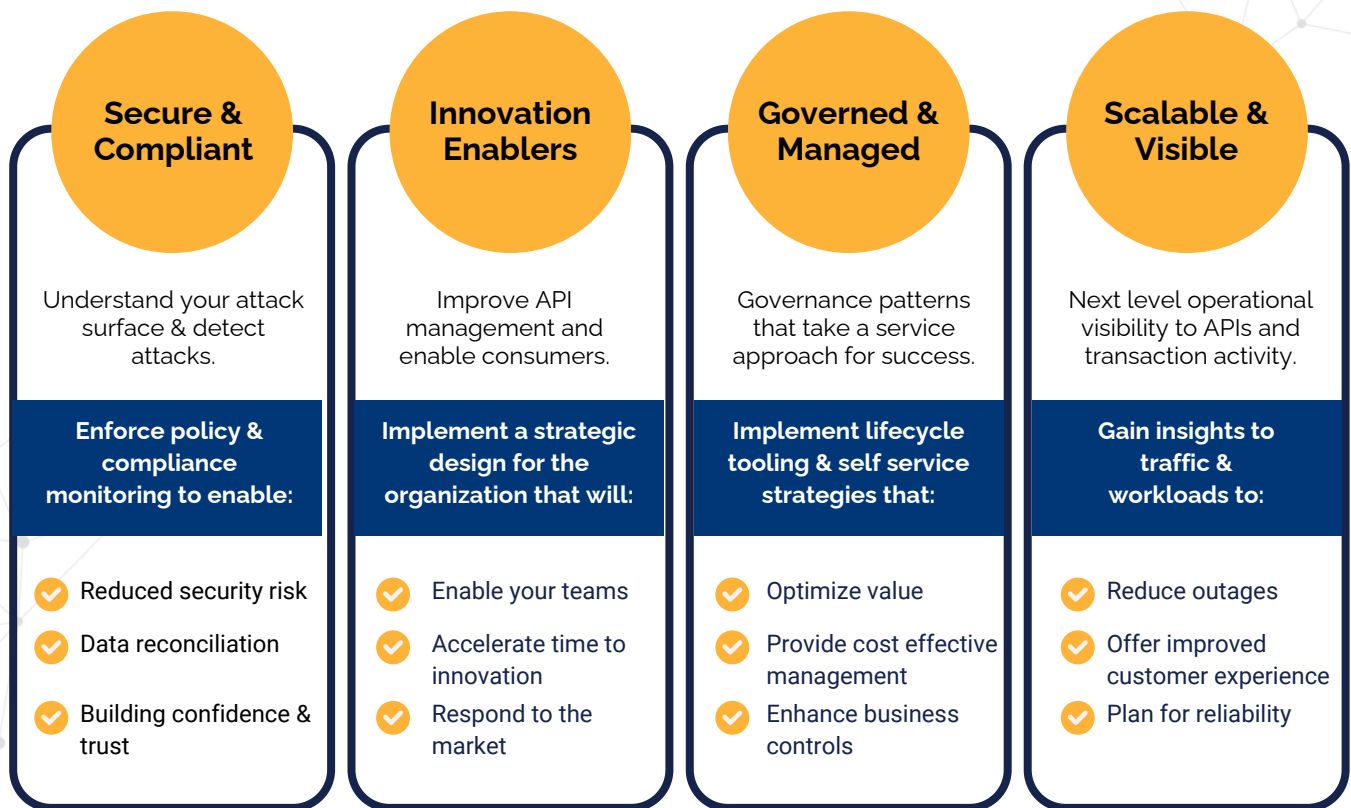 Secure &
Compliant
Understand your attack
surface & detect
attacks.
Enforce policy &
compliance
monitoring to enable:
Reduced security risk
Data reconciliation
Building confidence &
trust
Innovation
Enablers
Improve API
management and
enable consumers.
Implement a strategic
design for the
organization that will:
Enable your teams
Accelerate time to
innovation
Respond to the
market
Governed &
Managed
Governance patterns
that take a service
approach for success.
Implement lifecycle
tooling & self service
strategies that:
Optimize value
Provide cost effective
management
Enhance business
controls
Scalable &
Visible
Next level operational
visibility to APIs and
transaction activity.
Gain insights to
traffic &
workloads to:
Reduce outages
Offer improved
customer experience
Plan for reliability